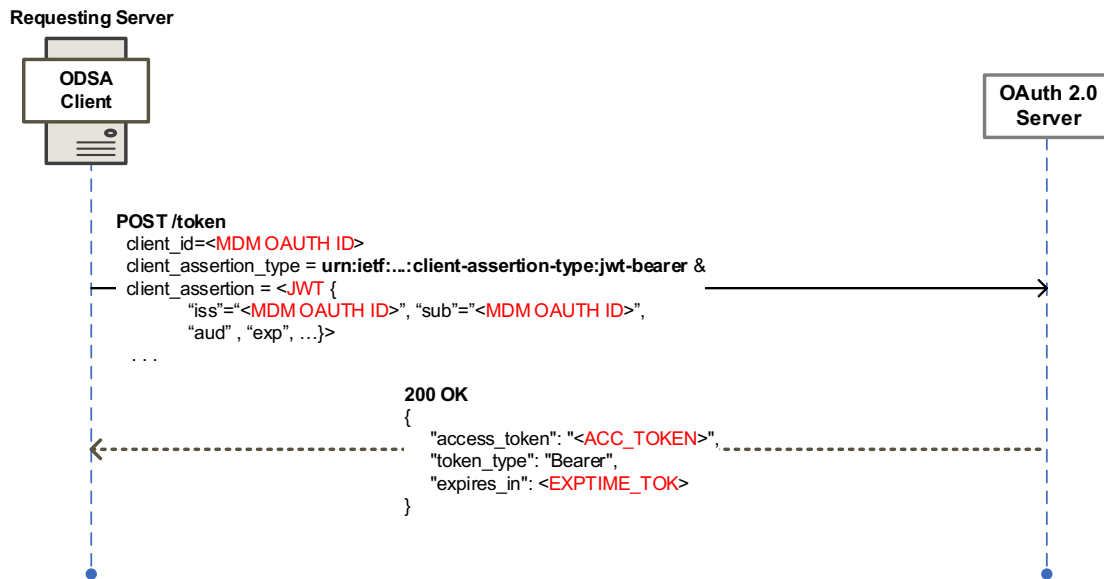 Requesting Server
ODSA
Client
OAuth 2.0
Server
POST /token
client_id=<MDM OAUTH ID>
client_assertion_type = urn:ietf:...:client-assertion-type:jwt-bearer &
client_assertion = <JWT {
“iss”=“<MDM OAUTH ID>”, “sub”=”<MDM OAUTH ID>”,
“aud” , “exp”, …}>
. . .
200 OK
{
"access_token": "<ACC_TOKEN>",
"token_type": "Bearer",
"expires_in": <EXPTIME_TOK>
}